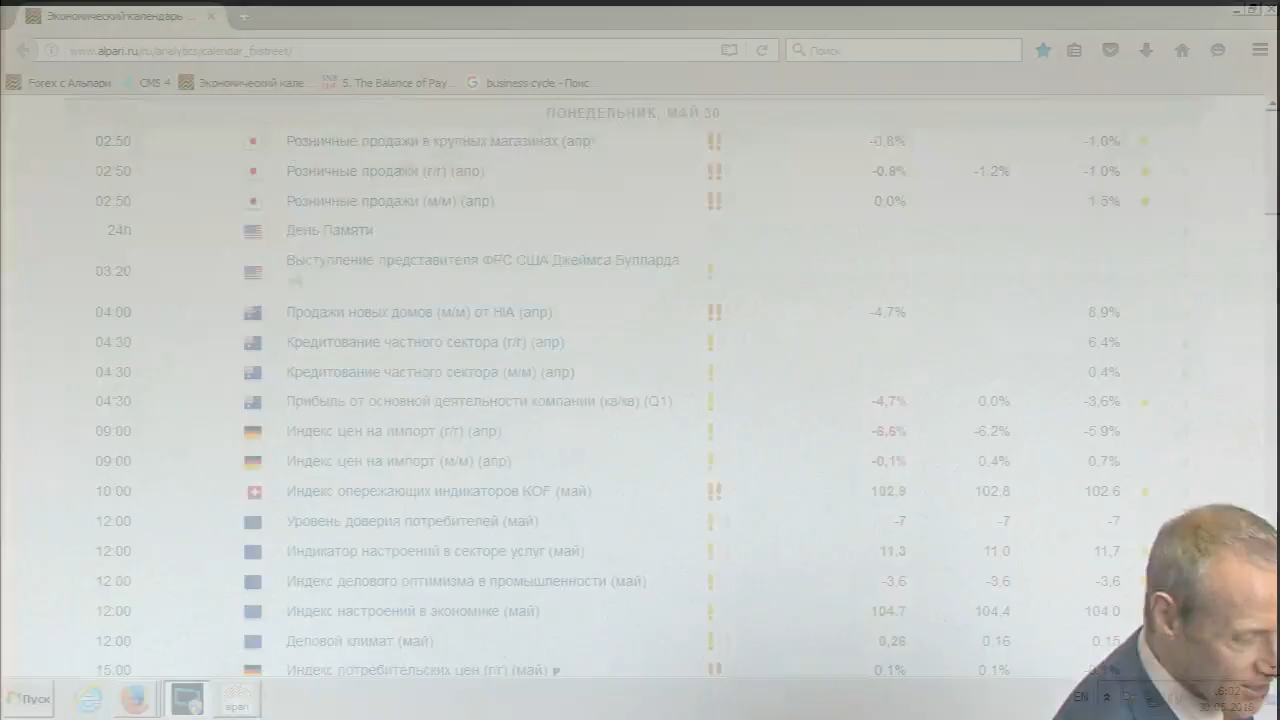 Экономический календарь ...
www.alpari.ru/ru/analytics/calendar_fxstreet/
Поиск
Forex с Альпари CMS 4 Экономический кале... 5. The Balance of Pay... business cycle - Поис...
ПОНЕДЕЛЬНИК, МАЙ 30
02:50 Розничные продажи в крупных магазинах (апр) -0,8% -1.0%
02:50 Розничные продажи (г/г) (апр) -0.8% -1.2% -1.0%
02:50 Розничные продажи (м/м) (апр) 0,0% 1.5%
24h День Памяти
03:20 Выступление представителя ФРС США Джеймса Булларда
04:00 Продажи новых домов (м/м) от HIA (апр) -4,7% 8,9%
04:30 Кредитование частного сектора (г/г) (апр) 6.4%
04:30 Кредитование частного сектора (м/м) (апр) 0.4%
04:30 Прибыль от основной деятельности компании (кв/кв) (Q1) -4,7% 0.0% -3,6%
09:00 Индекс цен на импорт (г/г) (апр) -6,6% -6.2% -5.9%
09:00 Индекс цен на импорт (м/м) (апр) -0,1% 0.4% 0.7%
10:00 Индекс опережающих индикаторов KOF (май) 102,9 102,8 102.6
12:00 Уровень доверия потребителей (май) -7 -7 -7
12:00 Индикатор настроений в секторе услуг (май) 11,3 11.0 11,7
12:00 Индекс делового оптимизма в промышленности (май) -3,6 -3,6 -3,6
12:00 Индекс настроений в экономике (май) 104.7 104,4 104.0
12:00 Деловой климат (май) 0,26 0.16 0.15
15:00 Индекс потребительских цен (г/г) (май) P 0.1% 0.1%
Пуск alpari EN
30.05.2016